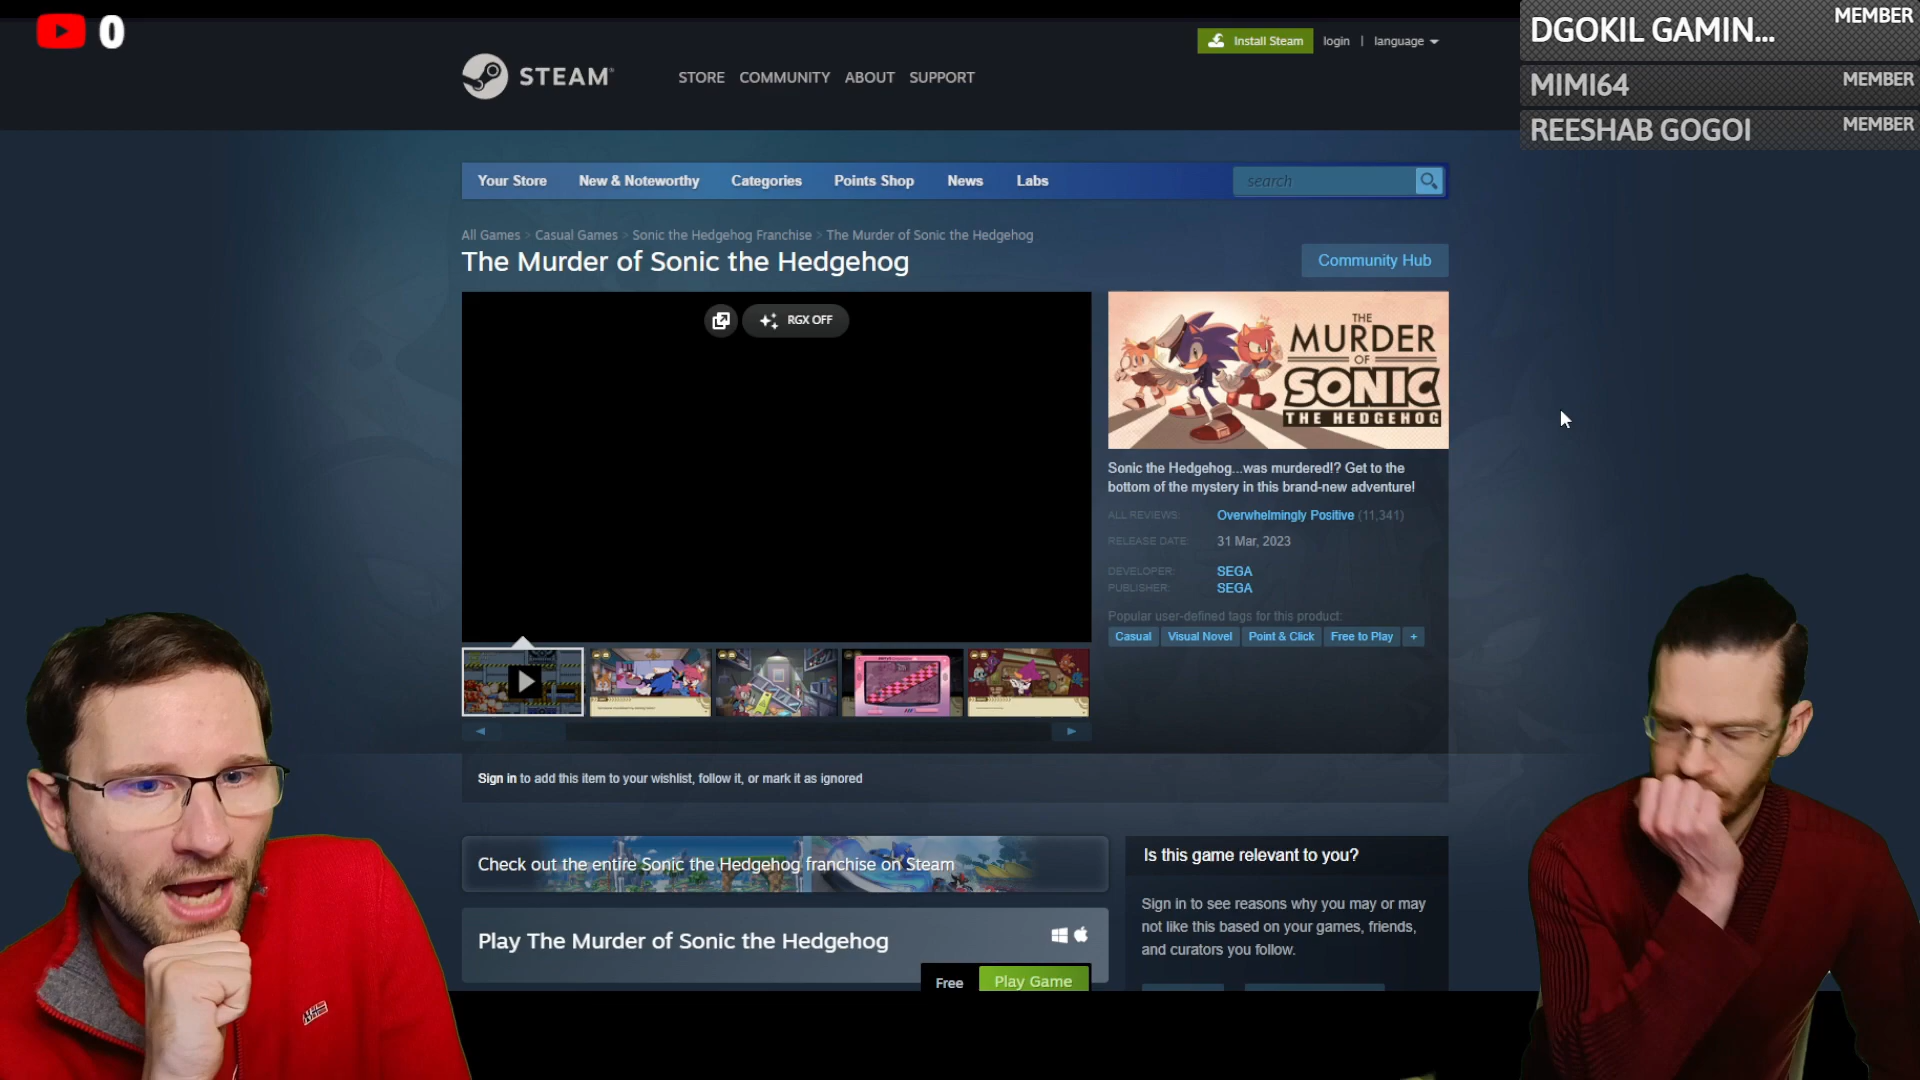 0
DGOKIL GAMIN...
MEMBER
MIMI64
MEMBER
REESHAB GOGOI
MEMBER
Install Steam
login | language
STEAM
STORE COMMUNITY ABOUT SUPPORT
Your Store New & Noteworthy Categories Points Shop News Labs
search
All Games > Casual Games > Sonic the Hedgehog Franchise > The Murder of Sonic the Hedgehog
The Murder of Sonic the Hedgehog
Community Hub
RGX OFF
THE
MURDER
OF
SONIC
THE HEDGEHOG
Sonic the Hedgehog...was murdered!? Get to the
bottom of the mystery in this brand-new adventure!
ALL REVIEWS: Overwhelmingly Positive (11,341)
RELEASE DATE: 31 Mar, 2023
DEVELOPER: SEGA
PUBLISHER: SEGA
Popular user-defined tags for this product:
Casual Visual Novel Point & Click Free to Play +
Sign in to add this item to your wishlist, follow it, or mark it as ignored
Check out the entire Sonic the Hedgehog franchise on Steam
Is this game relevant to you?
Sign in to see reasons why you may or may
not like this based on your games, friends,
and curators you follow.
Play The Murder of Sonic the Hedgehog
Free
Play Game